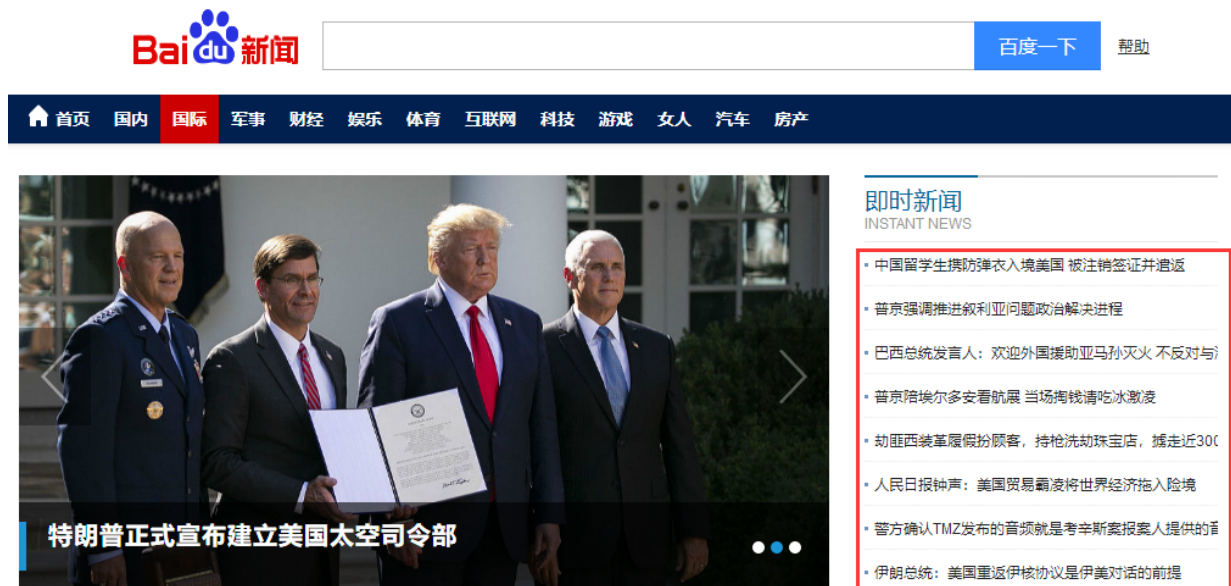 Bai du 新闻
百度一下
帮助
首页 国内 国际 军事 财经 娱乐 体育 互联网 科技 游戏 女人 汽车 房产
特朗普正式宣布建立美国太空司令部
即时新闻
INSTANT NEWS
中国留学生携防弹衣入境美国 被注销签证并遣返
普京强调推进叙利亚问题政治解决进程
巴西总统发言人：欢迎外国援助亚马孙灭火 不反对与
普京陪埃尔多安看航展 当场掏钱请吃冰激凌
劫匪西装革履假扮顾客，持枪洗劫珠宝店，掳走近300
人民日报钟声：美国贸易霸凌将世界经济拖入险境
警方确认TMZ发布的音频就是考辛斯案报案人提供的音
伊朗总统：美国重返伊核协议是伊美对话的前提